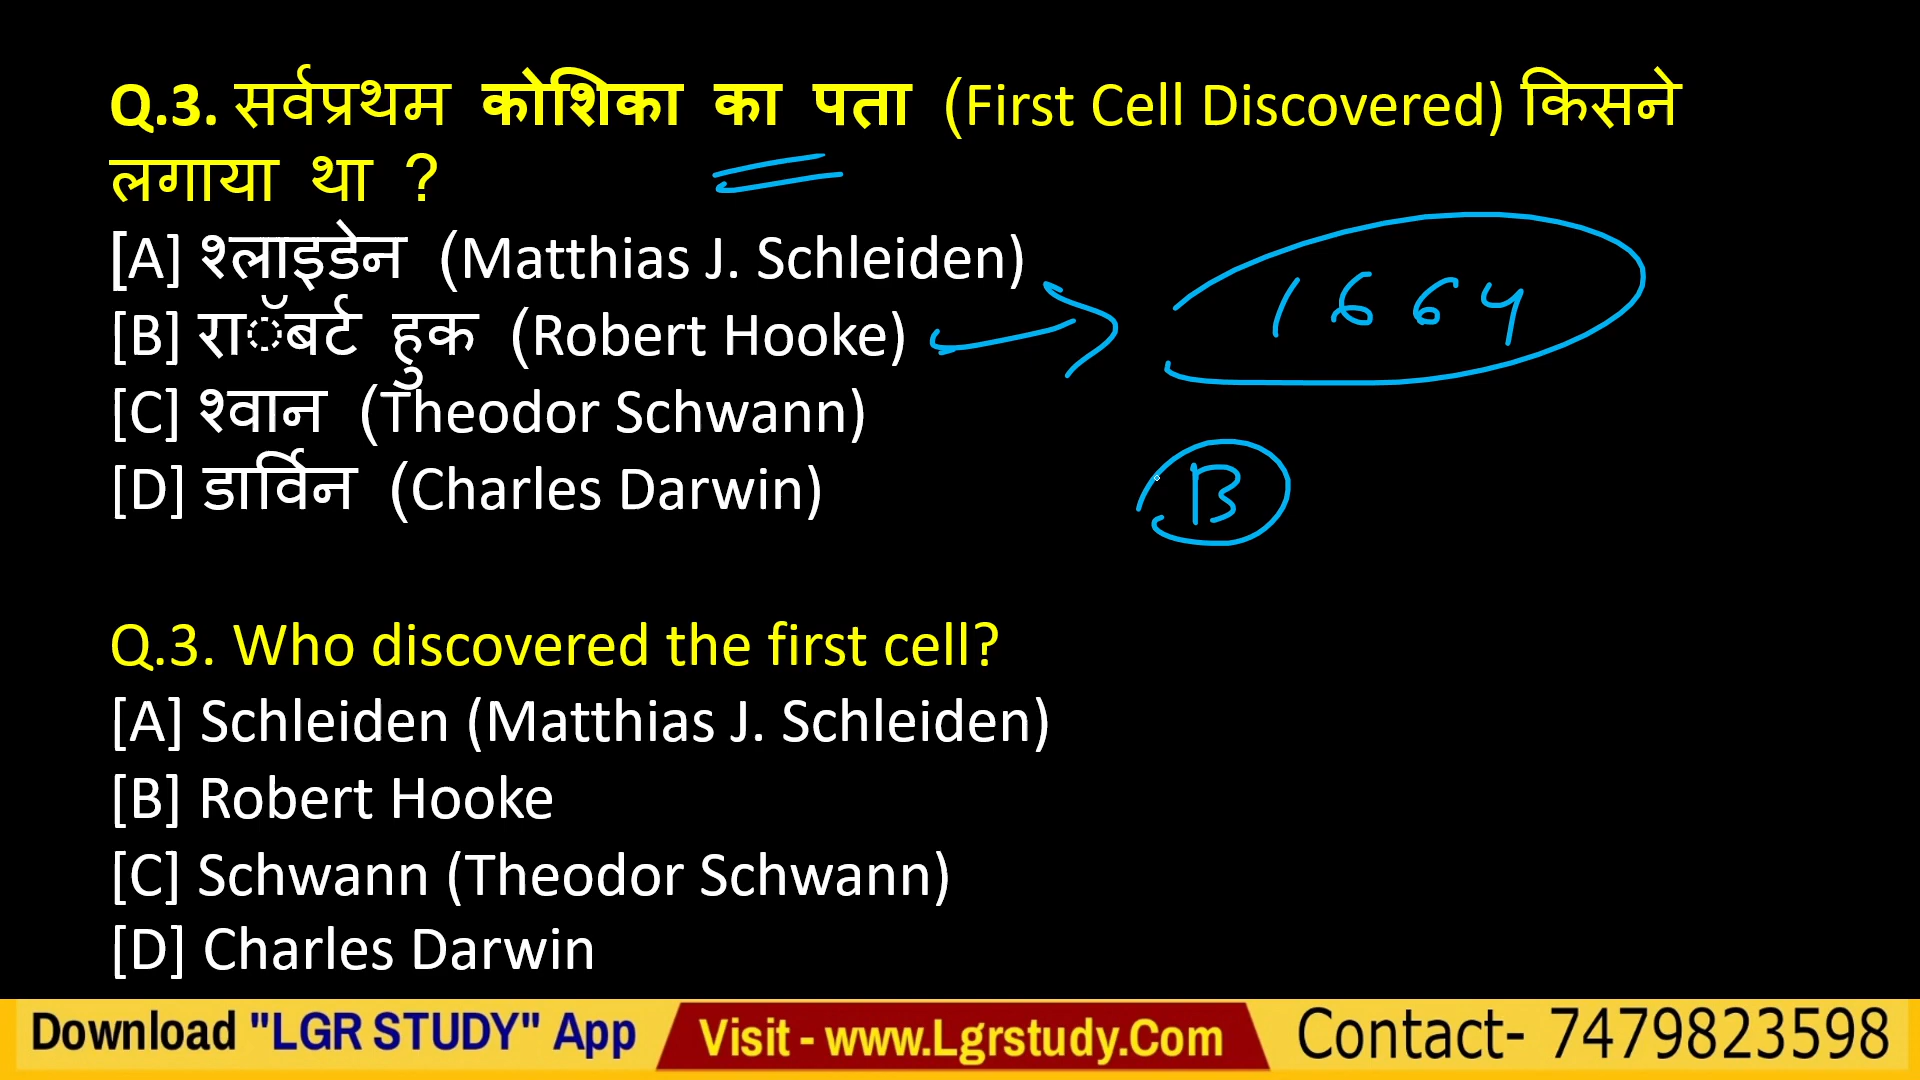 Q.3. सर्वप्रथम कोशिका का पता (First Cell Discovered) किसने
लगाया था ?
[A] श्लाइडेन (Matthias J. Schleiden)
[B] राॅबर्ट हुक (Robert Hooke)
1664
[C] श्वान (Theodor Schwann)
[D] डार्विन (Charles Darwin)
B
Q.3. Who discovered the first cell?
[A] Schleiden (Matthias J. Schleiden)
[B] Robert Hooke
[C] Schwann (Theodor Schwann)
[D] Charles Darwin
Download "LGR STUDY" App Visit - www.Lgrstudy.Com Contact- 7479823598